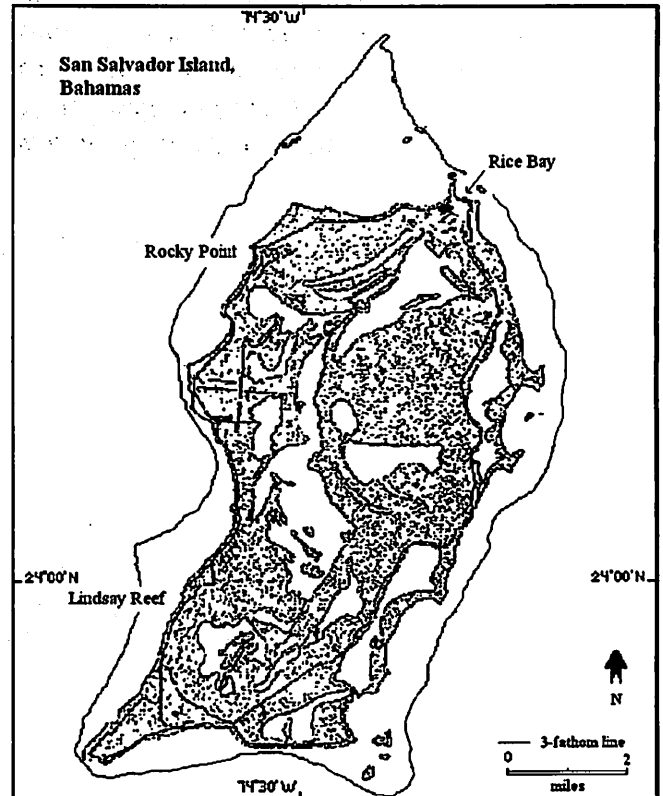 74°30' W
San Salvador Island,
Bahamas
Rice Bay
Rocky Point
24°00' N
24°00' N
Lindsay Reef
N
3-fathom line
0 2
miles
74°30' W